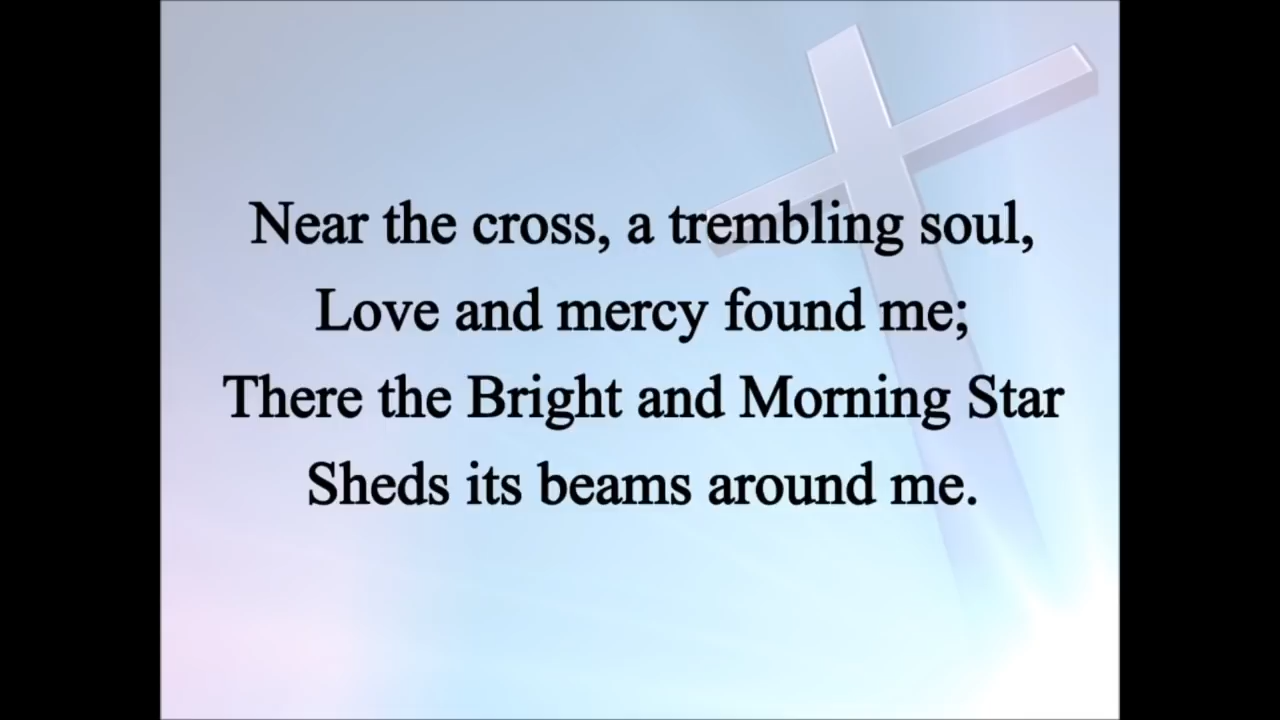 Near the cross, a trembling soul,
Love and mercy found me;
There the Bright and Morning Star
Sheds its beams around me.